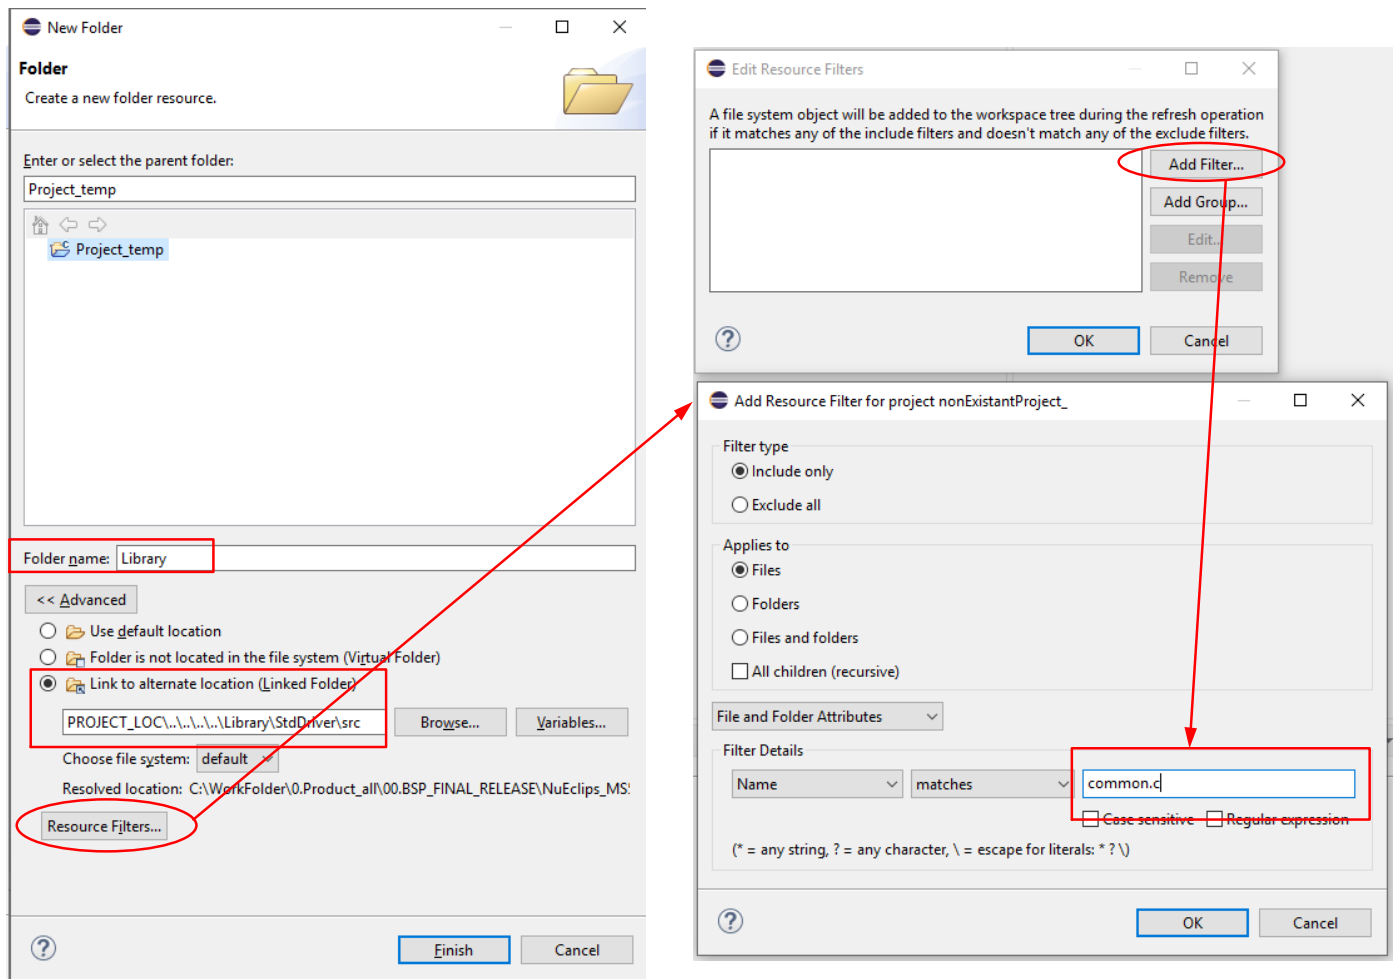 New Folder
Folder
Create a new folder resource.
Enter or select the parent folder:
Project_temp
Project_temp
Folder name: Library
<< Advanced
Use default location
Folder is not located in the file system (Virtual Folder)
Link to alternate location (Linked Folder)
PROJECT_LOC\..\..\..\..\Library\StdDriver\src
Browse...
Variables...
Choose file system: default
Resolved location: C:\WorkFolder\0.Product_all\00.BSP_FINAL_RELEASE\NuEclips_MS!
Resource Filters...
Finish
Cancel
Edit Resource Filters
A file system object will be added to the workspace tree during the refresh operation
if it matches any of the include filters and doesn't match any of the exclude filters.
Add Filter...
Add Group...
Edit...
Remove
OK
Cancel
Add Resource Filter for project nonExistantProject_
Filter type
Include only
Exclude all
Applies to
Files
Folders
Files and folders
All children (recursive)
File and Folder Attributes
Filter Details
Name
matches
common.c
Case sensitive
Regular expression
(* = any string, ? = any character, \ = escape for literals: * ? \)
OK
Cancel